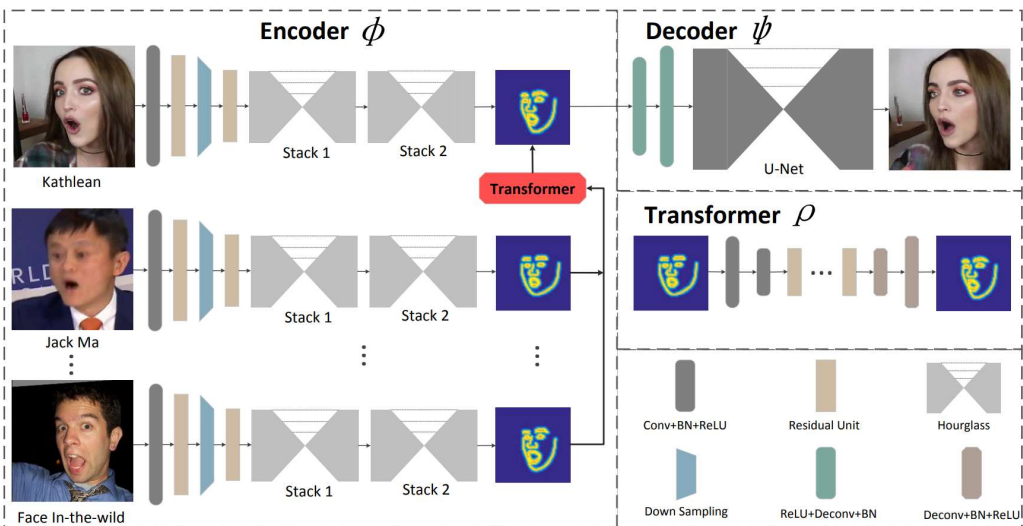 Encoder ϕ
Kathlean
Stack 1
Stack 2
Transformer
RLD
Jack Ma
Stack 1
Stack 2
Face In-the-wild
Stack 1
Stack 2
Decoder ψ
U-Net
Transformer ρ
Conv+BN+ReLU
Residual Unit
Hourglass
Down Sampling
ReLU+Deconv+BN
Deconv+BN+ReLU